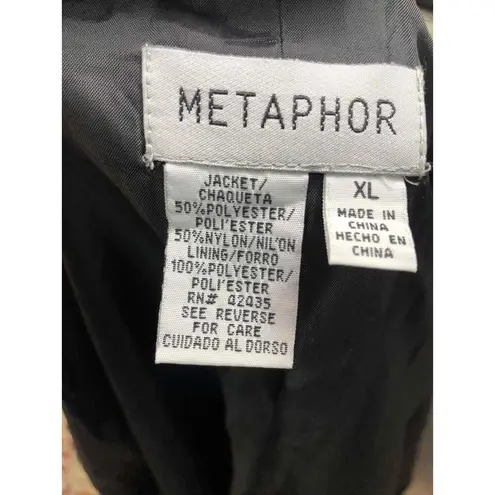 METAPHOR
JACKET/
CHAQUETA
50%POLYESTER/
POLI'ESTER
50%NYLON/NIL'ON
LINING/FORRO
100%POLYESTER/
POLI'ESTER
RN# 42435
SEE REVERSE
FOR CARE
CUIDADO AL DORSO
XL
MADE IN
CHINA
HECHO EN
CHINA